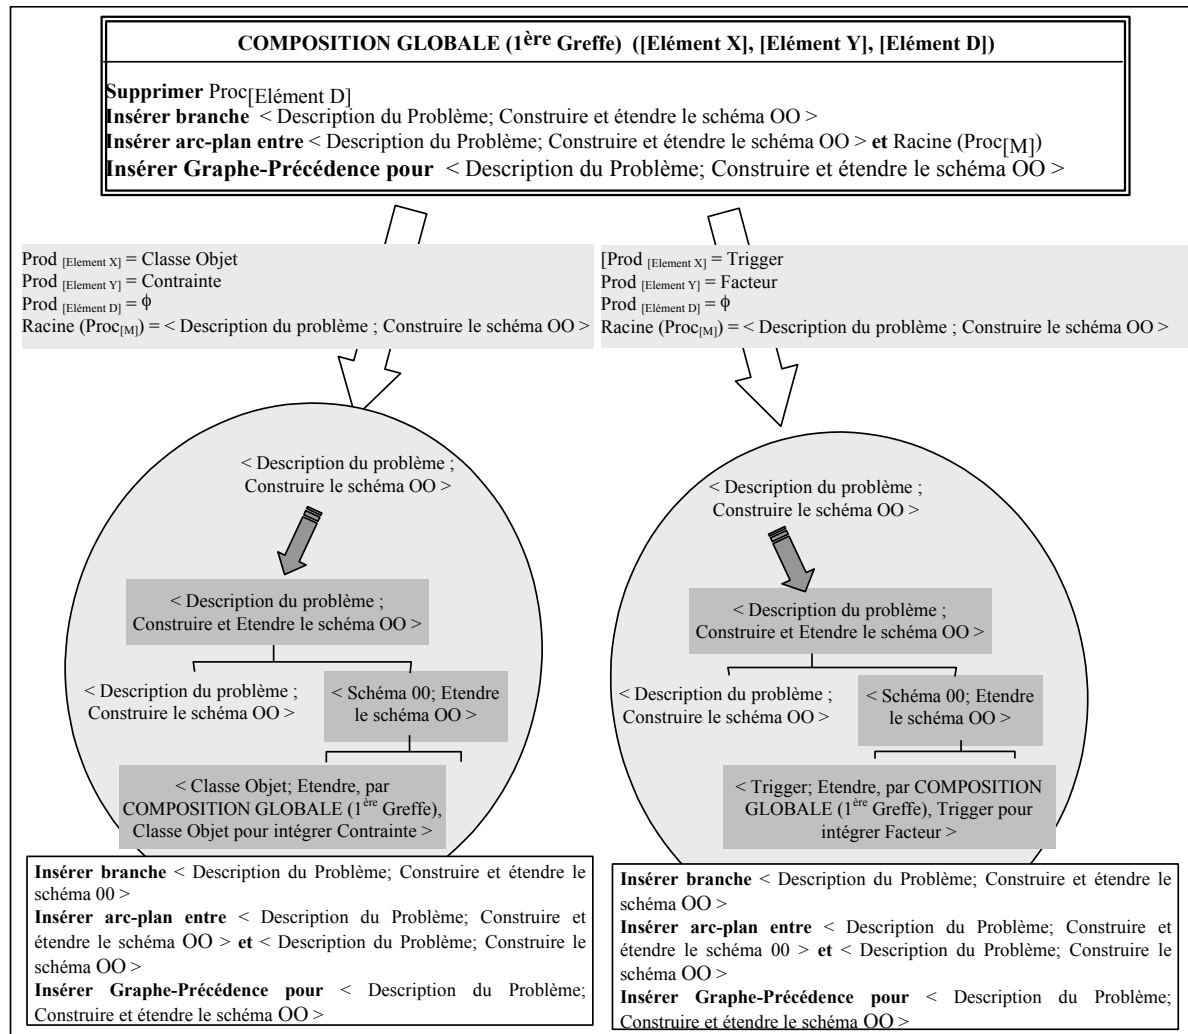 COMPOSITION GLOBALE (1ère Greffe) ([Elément X], [Elément Y], [Elément D])
Supprimer Proc[Elément D]
Insérer branche < Description du Problème; Construire et étendre le schéma OO >
Insérer arc-plan entre < Description du Problème; Construire et étendre le schéma OO > et Racine (Proc[M])
Insérer Graphe-Précédence pour < Description du Problème; Construire et étendre le schéma OO >
Prod [Element X] = Classe Objet
Prod [Element Y] = Contrainte
Prod [Elément D] = ϕ
Racine (Proc[M]) = < Description du problème ; Construire le schéma OO >
[Prod [Element X] = Trigger
Prod [Element Y] = Facteur
Prod [Elément D] = ϕ
Racine (Proc[M]) = < Description du problème ; Construire le schéma OO >
< Description du problème ;
Construire le schéma OO >
< Description du problème ;
Construire et Etendre le schéma OO >
< Description du problème ;
Construire le schéma OO >
< Schéma 00; Etendre
le schéma OO >
< Classe Objet; Etendre, par
COMPOSITION GLOBALE (1ère Greffe),
Classe Objet pour intégrer Contrainte >
Insérer branche < Description du Problème; Construire et étendre le
schéma 00 >
Insérer arc-plan entre < Description du Problème; Construire et
étendre le schéma OO > et < Description du Problème; Construire
le schéma OO >
Insérer Graphe-Précédence pour < Description du Problème;
Construire et étendre le schéma OO >
< Description du problème ;
Construire le schéma OO >
< Description du problème ;
Construire et Etendre le schéma OO >
< Description du problème ;
Construire le schéma OO >
< Schéma 00; Etendre
le schéma OO >
< Trigger; Etendre, par COMPOSITION
GLOBALE (1ère Greffe), Trigger pour
intégrer Facteur >
Insérer branche < Description du Problème; Construire et étendre le
schéma OO >
Insérer arc-plan entre < Description du Problème; Construire et
étendre le schéma 00 > et < Description du Problème; Construire le
schéma OO >
Insérer Graphe-Précédence pour < Description du Problème;
Construire et étendre le schéma OO >